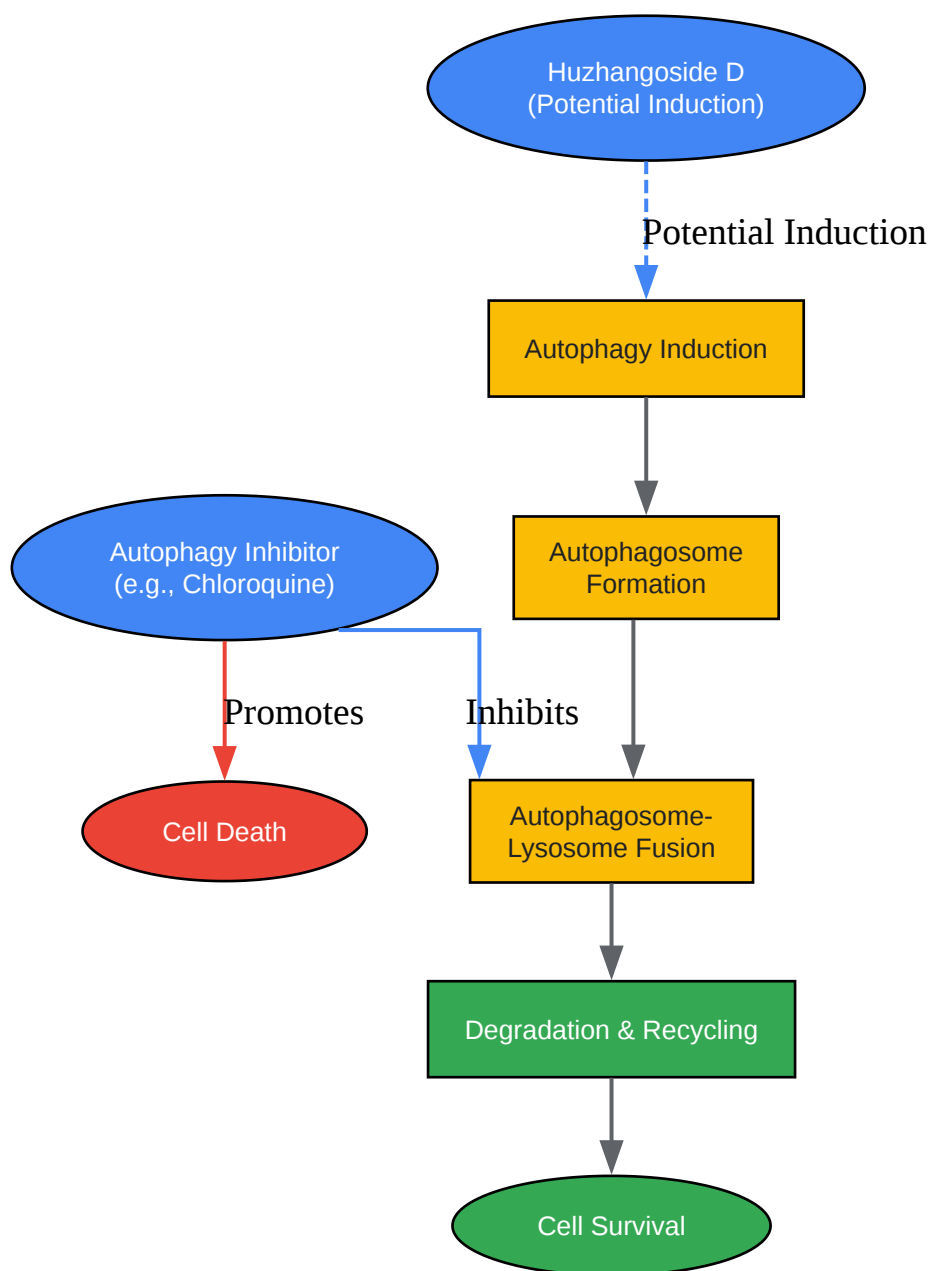 Huzhangoside D
(Potential Induction)
Potential Induction
Autophagy Induction
Autophagosome
Formation
Autophagy Inhibitor
(e.g., Chloroquine)
Promotes
Inhibits
Cell Death
Autophagosome-
Lysosome Fusion
Degradation & Recycling
Cell Survival